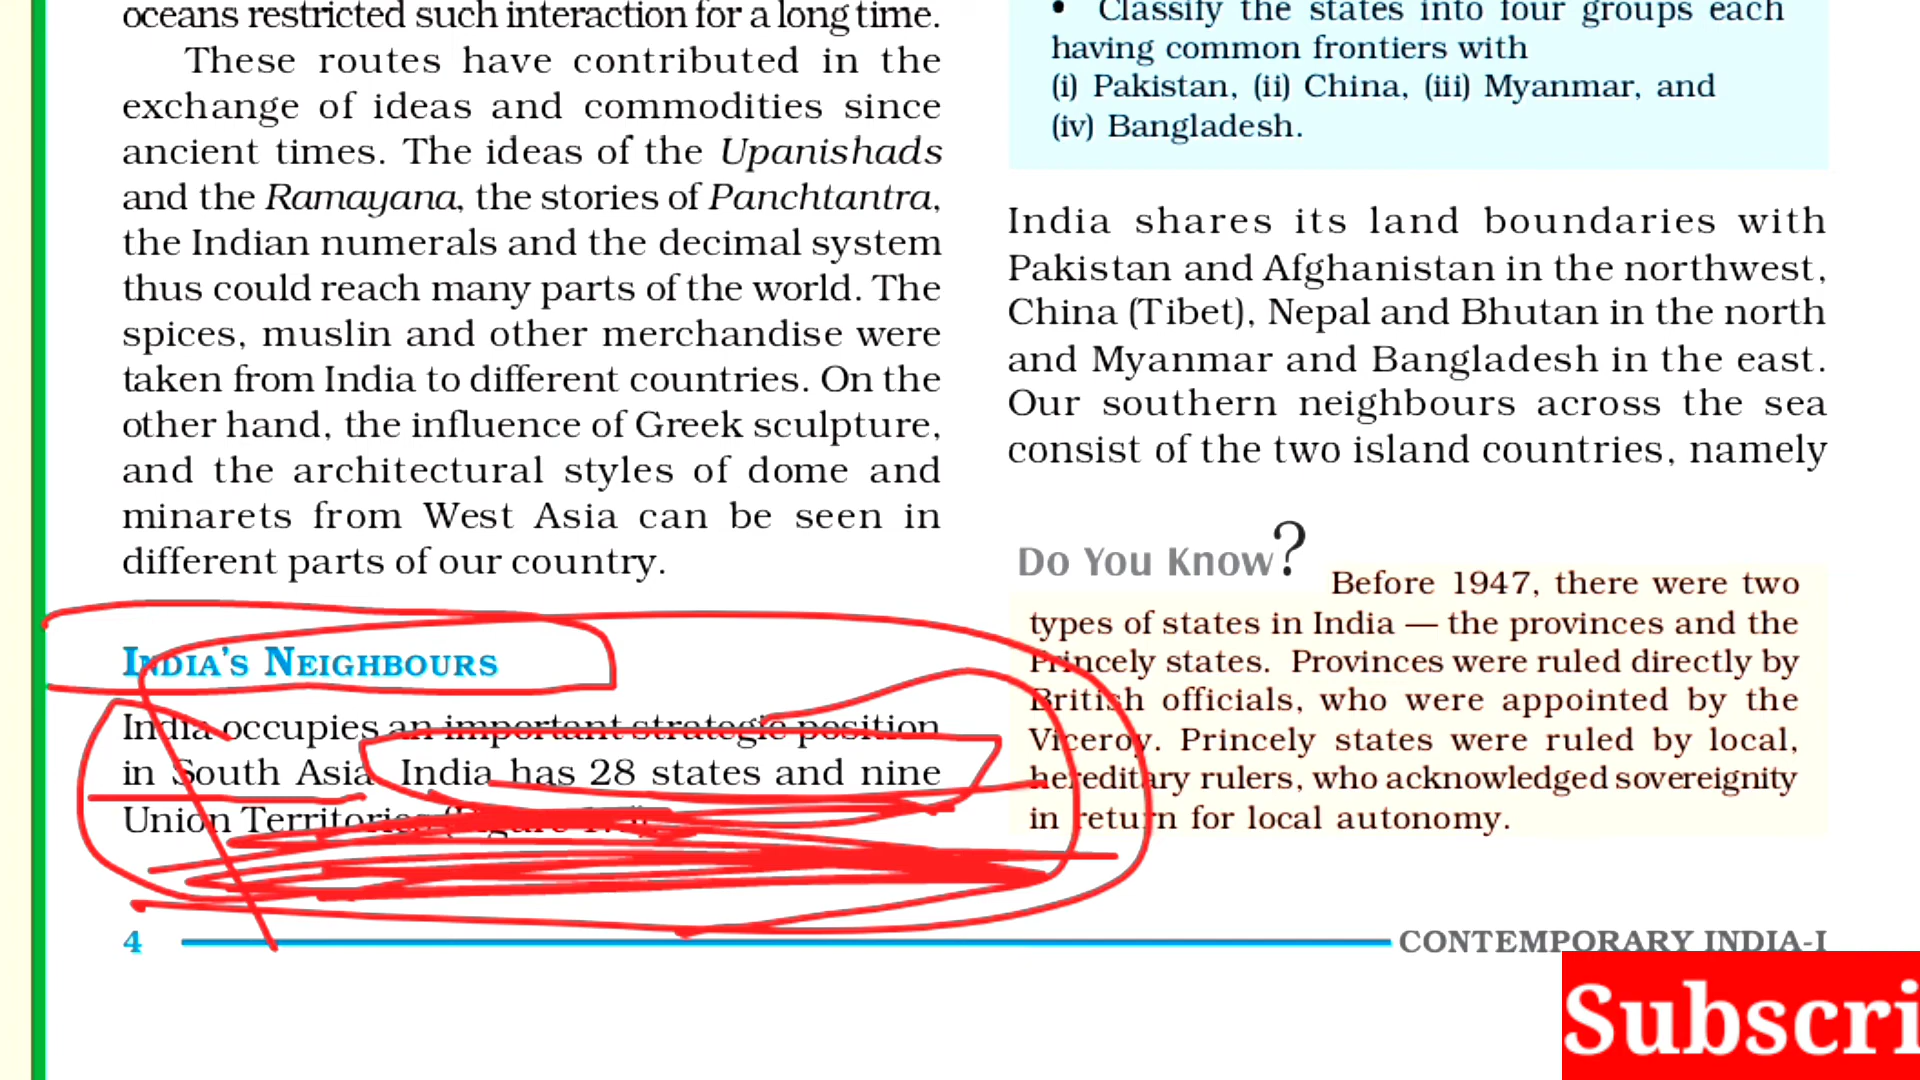 oceans restricted such interaction for a long time.
These routes have contributed in the
exchange of ideas and commodities since
ancient times. The ideas of the Upanishads
and the Ramayana, the stories of Panchtantra,
the Indian numerals and the decimal system
thus could reach many parts of the world. The
spices, muslin and other merchandise were
taken from India to different countries. On the
other hand, the influence of Greek sculpture,
and the architectural styles of dome and
minarets from West Asia can be seen in
different parts of our country.
INDIA'S NEIGHBOURS
India occupies an important strategic position
in South Asia. India has 28 states and nine
Union Territories
• Classify the states into four groups each
having common frontiers with
(i) Pakistan, (ii) China, (iii) Myanmar, and
(iv) Bangladesh.
India shares its land boundaries with
Pakistan and Afghanistan in the northwest,
China (Tibet), Nepal and Bhutan in the north
and Myanmar and Bangladesh in the east.
Our southern neighbours across the sea
consist of the two island countries, namely
Do You Know?
Before 1947, there were two
types of states in India — the provinces and the
Princely states. Provinces were ruled directly by
British officials, who were appointed by the
Viceroy. Princely states were ruled by local,
hereditary rulers, who acknowledged sovereignity
in return for local autonomy.
4
CONTEMPORARY INDIA-I
Subscri